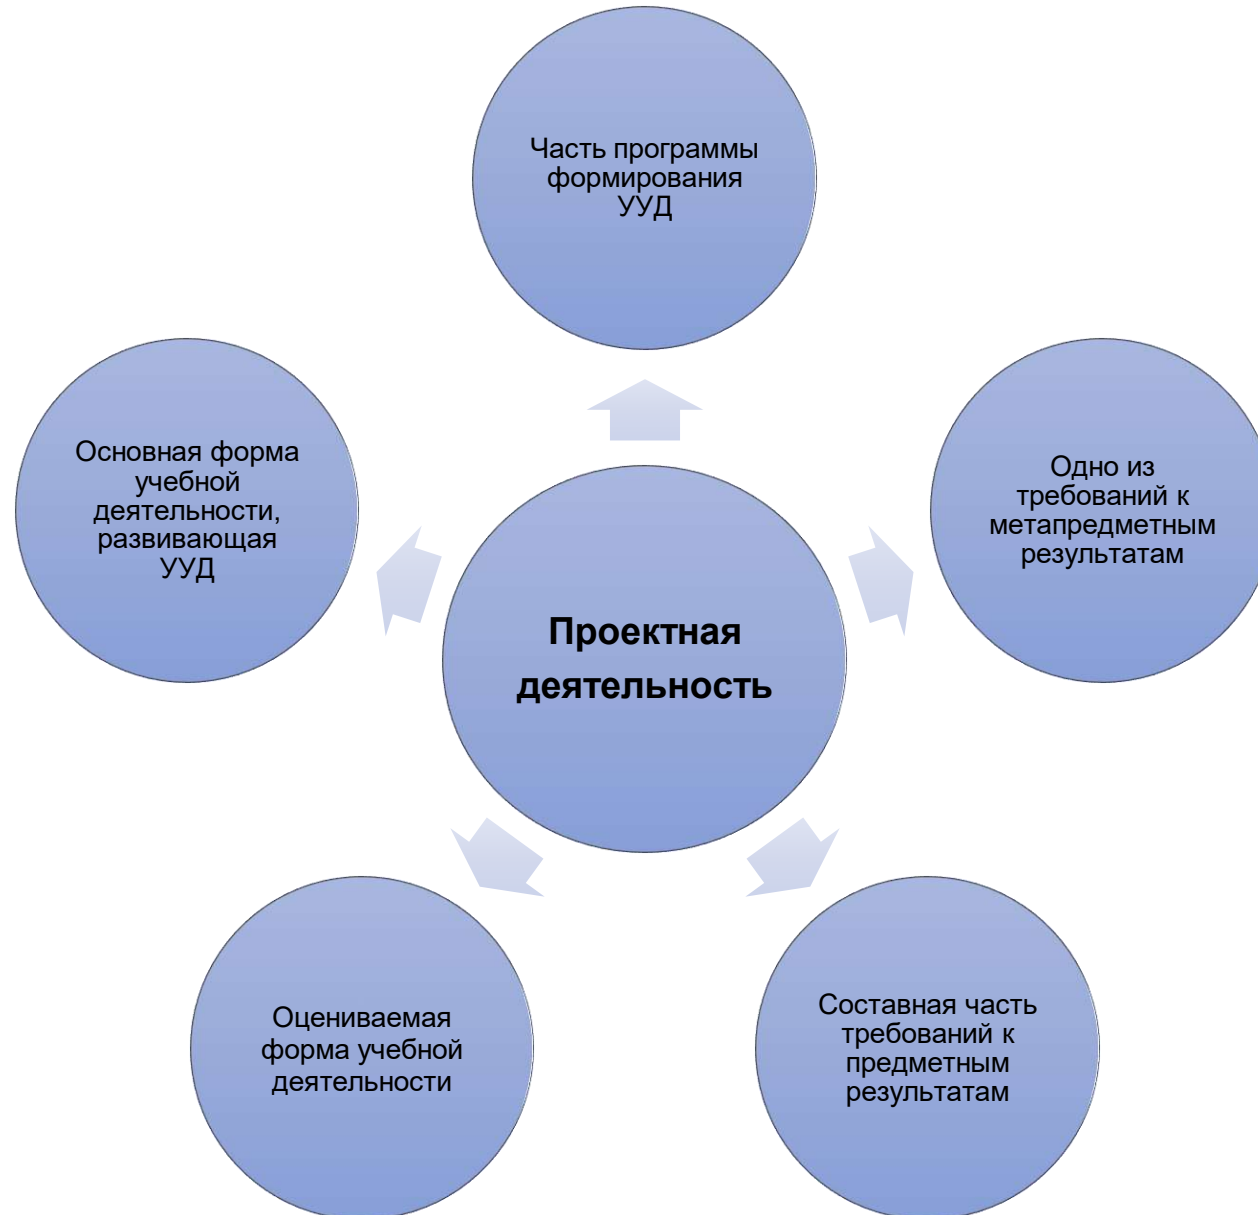 Часть программы
формирования
УУД
Основная форма
учебной
деятельности,
развивающая
УУД
Одно из
требований к
метапредметным
результатам
Проектная
деятельность
Оцениваемая
форма учебной
деятельности
Составная часть
требований к
предметным
результатам